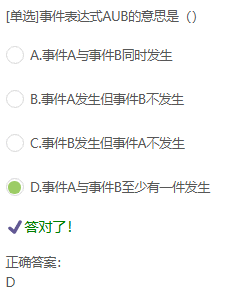 [单选]事件表达式AUB的意思是（）
A.事件A与事件B同时发生
B.事件A发生但事件B不发生
C.事件B发生但事件A不发生
D.事件A与事件B至少有一件发生
答对了！
正确答案：
D